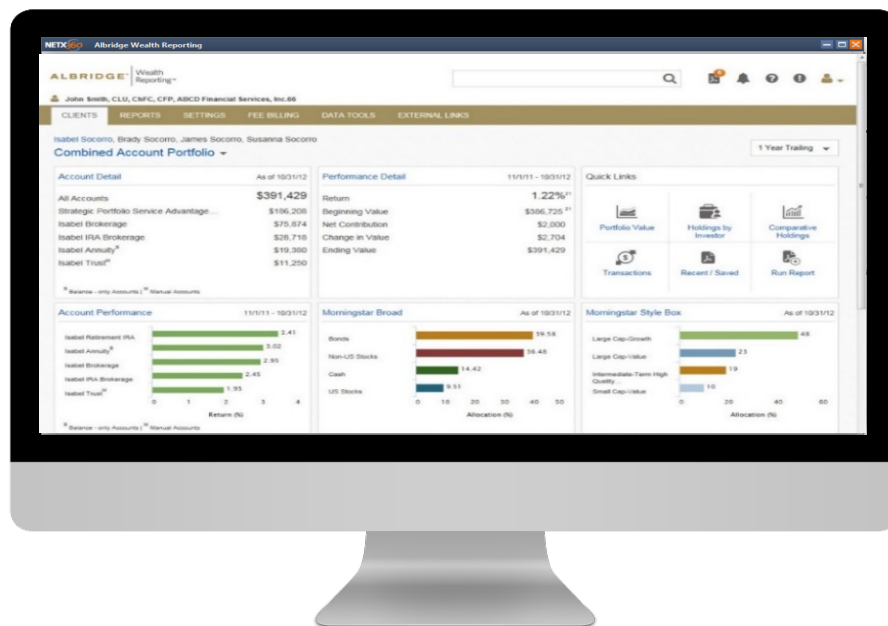 NETX360 Albridge Wealth Reporting
ALBRIDGE Wealth Reporting
John Smith, CLU, ChFC, CFP, ABCD Financial Services, Inc.66
CLIENTS REPORTS SETTINGS FEE BILLING DATA TOOLS EXTERNAL LINKS
Isabel Socorro, Brady Socorro, James Socorro, Susanna Socorro
Combined Account Portfolio
1 Year Trailing
Account Detail As of 10/31/12
All Accounts $391,429
Strategic Portfolio Service Advantage...
Isabel Brokerage $75,874
Isabel IRA Brokerage $28,718
Isabel Annuity B $19,380
Isabel Trust M $11,250
B Balance - only Accounts | M Manual Accounts
Performance Detail 11/1/11 - 10/31/12
Return 1.22% 21
Beginning Value $386,725 21
Net Contribution $2,000
Change in Value $2,704
Ending Value $391,429
Quick Links
Portfolio Value
Holdings by
Investor
Comparative
Holdings
Transactions
Recent / Saved
Run Report
Account Performance 11/1/11 - 10/31/12
Isabel Retirement IRA 3.41
Isabel Annuity B 3.02
Isabel Brokerage 2.95
Isabel IRA Brokerage 2.45
Isabel Trust M 1.95
0 1 2 3 4
Return (%)
B Balance - only Accounts | M Manual Accounts
Morningstar Broad As of 10/31/12
Bonds 39.58
Non-US Stocks 36.48
Cash 14.42
US Stocks 9.51
0 10 20 30 40 50
Allocation (%)
Morningstar Style Box As of 10/31/12
Large Cap-Growth 48
Large Cap-Value 23
Intermediate-Term High
Quality... 19
Small Cap-Value 10
0 20 40 60
Allocation (%)